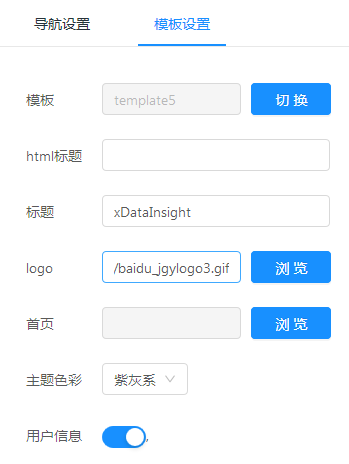 导航设置 模板设置
模板 template5 切 换
html标题
标题 xDataInsight
logo /baidu_jgylogo3.gif 浏 览
首页 浏 览
主题色彩 紫灰系
用户信息 ,